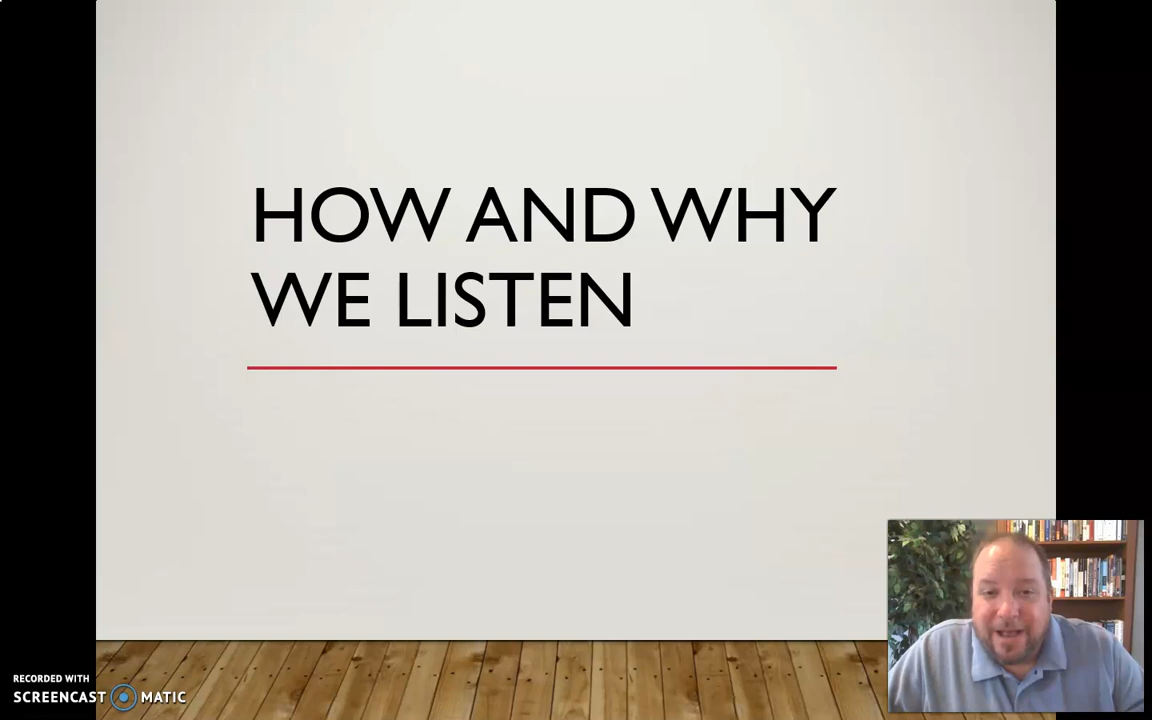 HOW AND WHY
WE LISTEN
RECORDED WITH
SCREENCAST MATIC